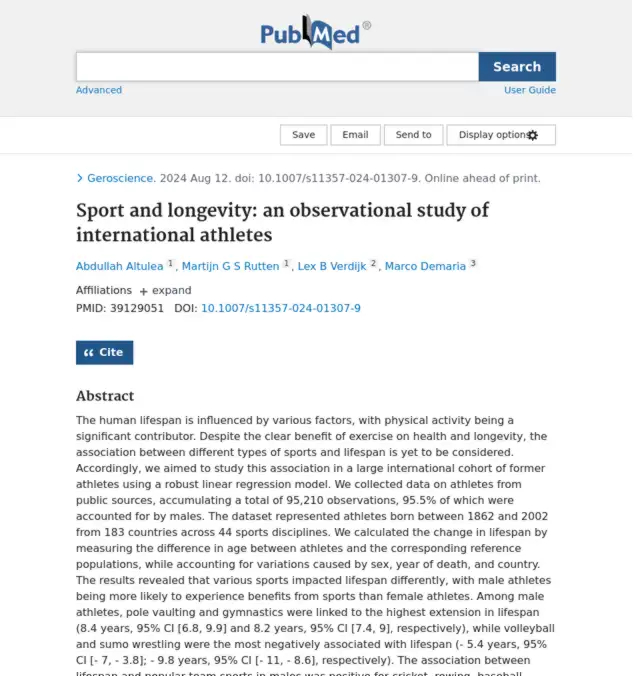 PubMed®
Search
Advanced
User Guide
Save
Email
Send to
Display options
Geroscience. 2024 Aug 12. doi: 10.1007/s11357-024-01307-9. Online ahead of print.
Sport and longevity: an observational study of
international athletes
Abdullah Altulea 1 , Martijn G S Rutten 1 , Lex B Verdijk 2 , Marco Demaria 3
Affiliations + expand
PMID: 39129051 DOI: 10.1007/s11357-024-01307-9
Cite
Abstract
The human lifespan is influenced by various factors, with physical activity being a
significant contributor. Despite the clear benefit of exercise on health and longevity, the
association between different types of sports and lifespan is yet to be considered.
Accordingly, we aimed to study this association in a large international cohort of former
athletes using a robust linear regression model. We collected data on athletes from
public sources, accumulating a total of 95,210 observations, 95.5% of which were
accounted for by males. The dataset represented athletes born between 1862 and 2002
from 183 countries across 44 sports disciplines. We calculated the change in lifespan by
measuring the difference in age between athletes and the corresponding reference
populations, while accounting for variations caused by sex, year of death, and country.
The results revealed that various sports impacted lifespan differently, with male athletes
being more likely to experience benefits from sports than female athletes. Among male
athletes, pole vaulting and gymnastics were linked to the highest extension in lifespan
(8.4 years, 95% CI [6.8, 9.9] and 8.2 years, 95% CI [7.4, 9], respectively), while volleyball
and sumo wrestling were the most negatively associated with lifespan (- 5.4 years, 95%
CI [- 7, - 3.8]; - 9.8 years, 95% CI [- 11, - 8.6], respectively). The association between
lifespan and popular team sports in males was positive for cricket, rowing, baseball,